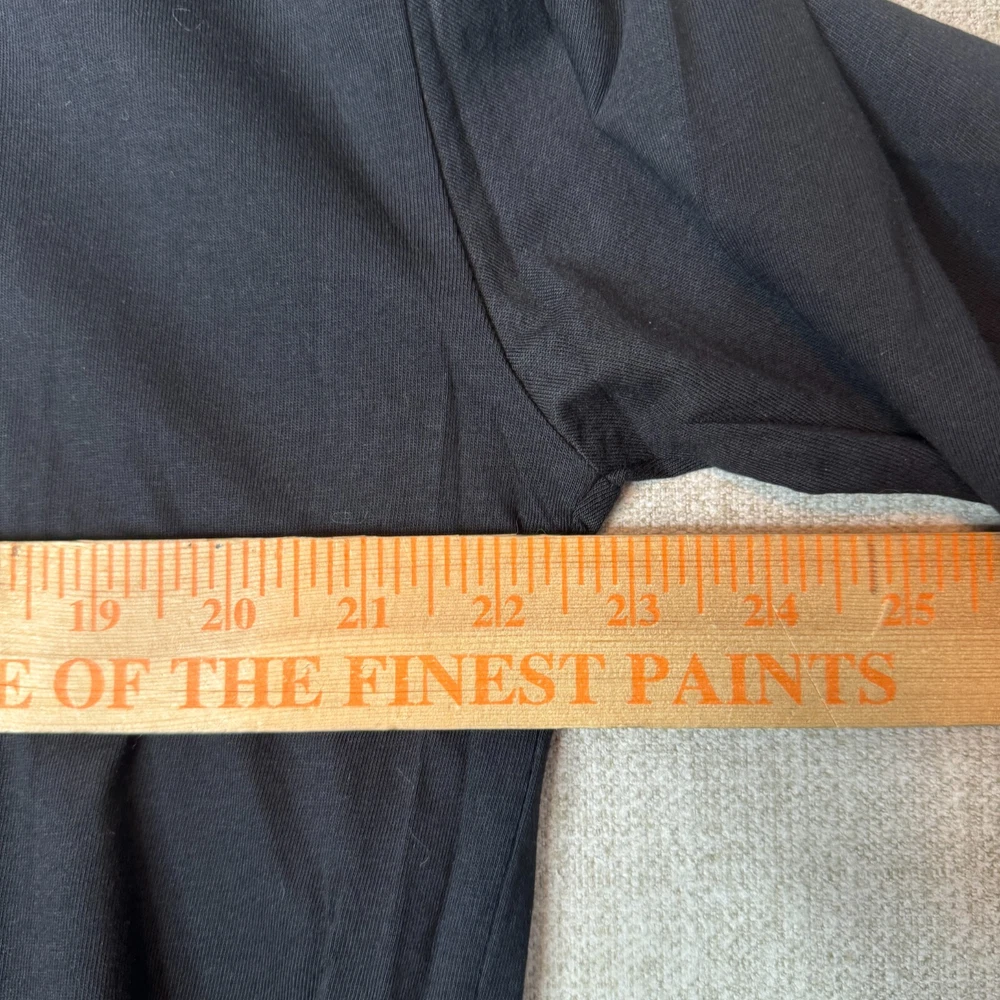 19 20 21 22 23 24 25
E OF THE FINEST PAINTS